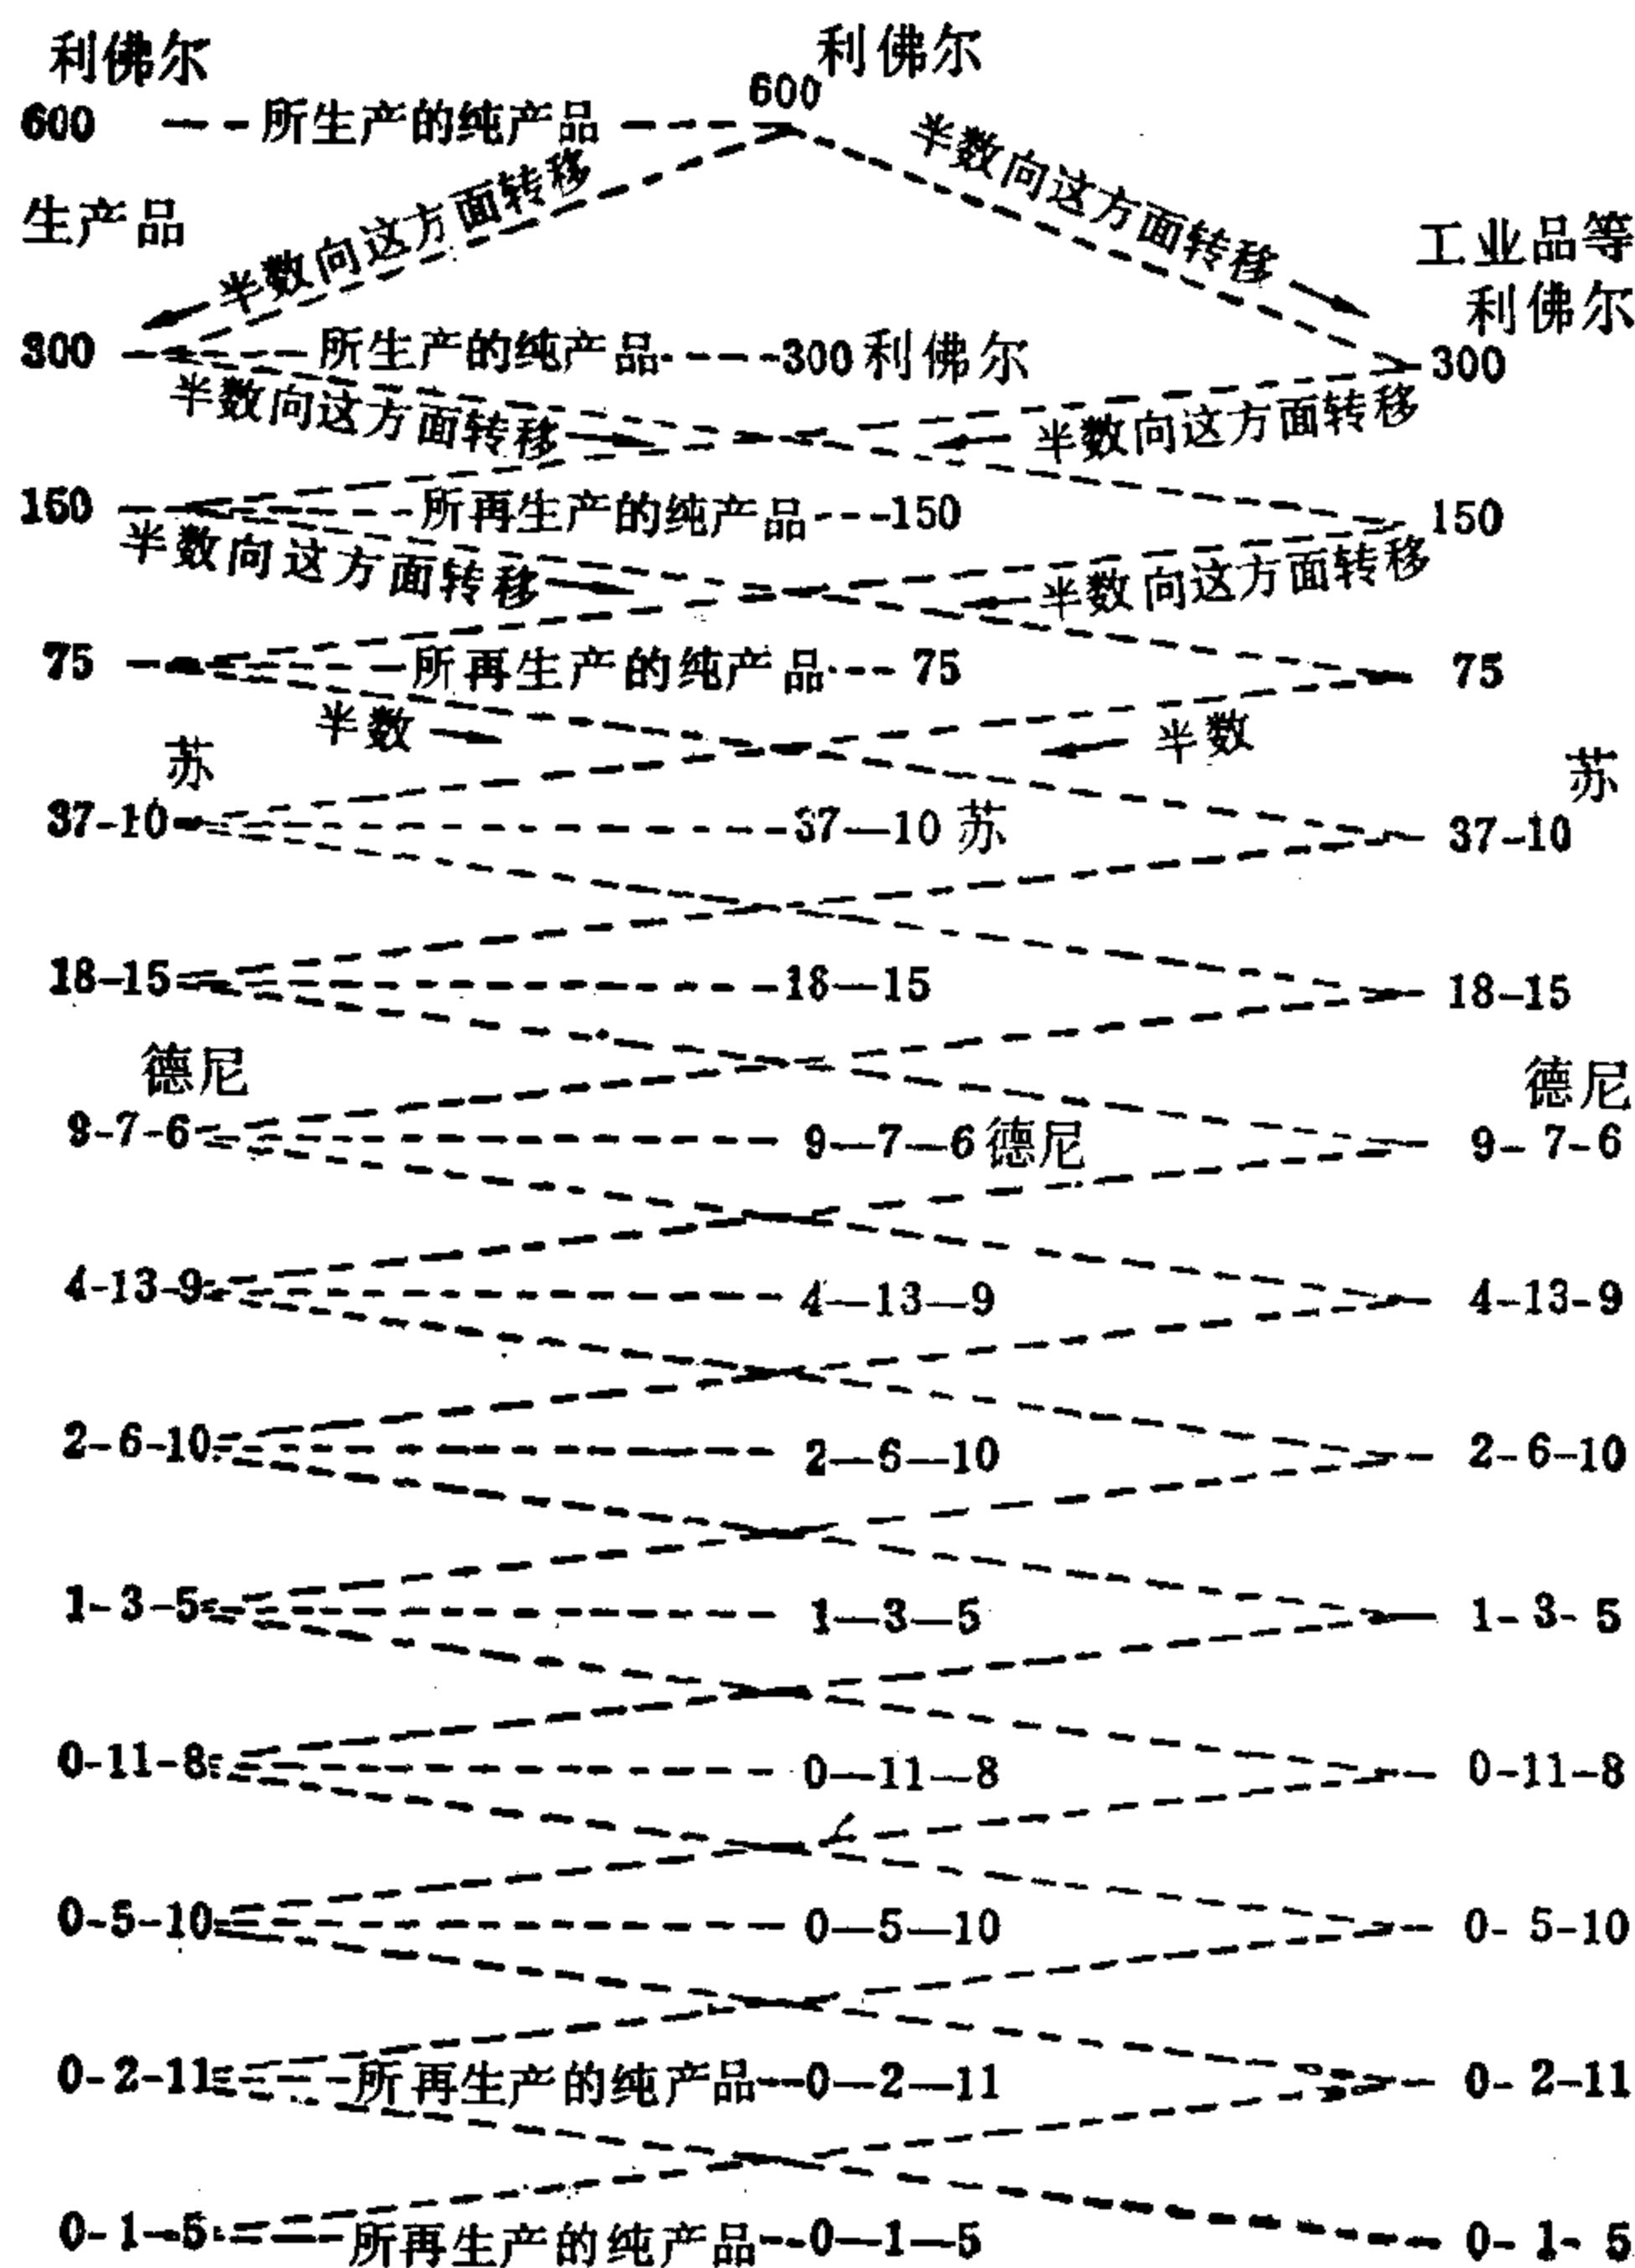 利佛尔 利佛尔
600 所生产的纯产品 600
半数向这方面转移 半数向这方面转移
生产品 工业品等
利佛尔
300 所生产的纯产品 300利佛尔 300
半数向这方面转移 半数向这方面转移
150 所再生产的纯产品 150 150
半数向这方面转移 半数向这方面转移
75 所再生产的纯产品 75 75
半数 半数
苏 苏
37-10 37—10苏 37-10
18-15 18—15 18-15
德尼 德尼
9-7-6 9—7—6德尼 9-7-6
4-13-9 4—13—9 4-13-9
2-6-10 2—6—10 2-6-10
1-3-5 1—3—5 1-3-5
0-11-8 0—11—8 0-11-8
0-5-10 0—5—10 0-5-10
0-2-11 所再生产的纯产品 0—2—11 0-2-11
0-1-5 所再生产的纯产品 0—1—5 0-1-5